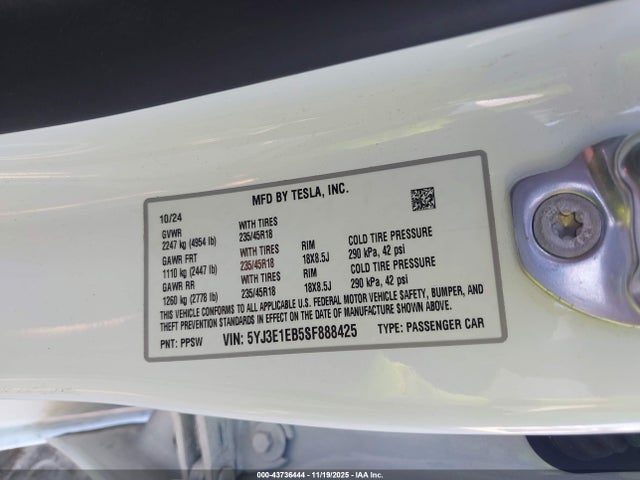 MFD BY TESLA, INC.
10/24
GVWR WITH TIRES
2247 kg (4954 lb) 235/45R18
GAWR FRT WITH TIRES RIM COLD TIRE PRESSURE
1110 kg (2447 lb) 235/45R18 18X8.5J 290 kPa, 42 psi
GAWR RR WITH TIRES RIM COLD TIRE PRESSURE
1260 kg (2778 lb) 235/45R18 18X8.5J 290 kPa, 42 psi
THIS VEHICLE CONFORMS TO ALL APPLICABLE U.S. FEDERAL MOTOR VEHICLE SAFETY, BUMPER, AND
THEFT PREVENTION STANDARDS IN EFFECT ON THE DATE OF MANUFACTURE SHOWN ABOVE.
PNT: PPSW VIN: 5YJ3E1EB5SF888425 TYPE: PASSENGER CAR
000-43736444 - 11/19/2025 - IAA Inc.